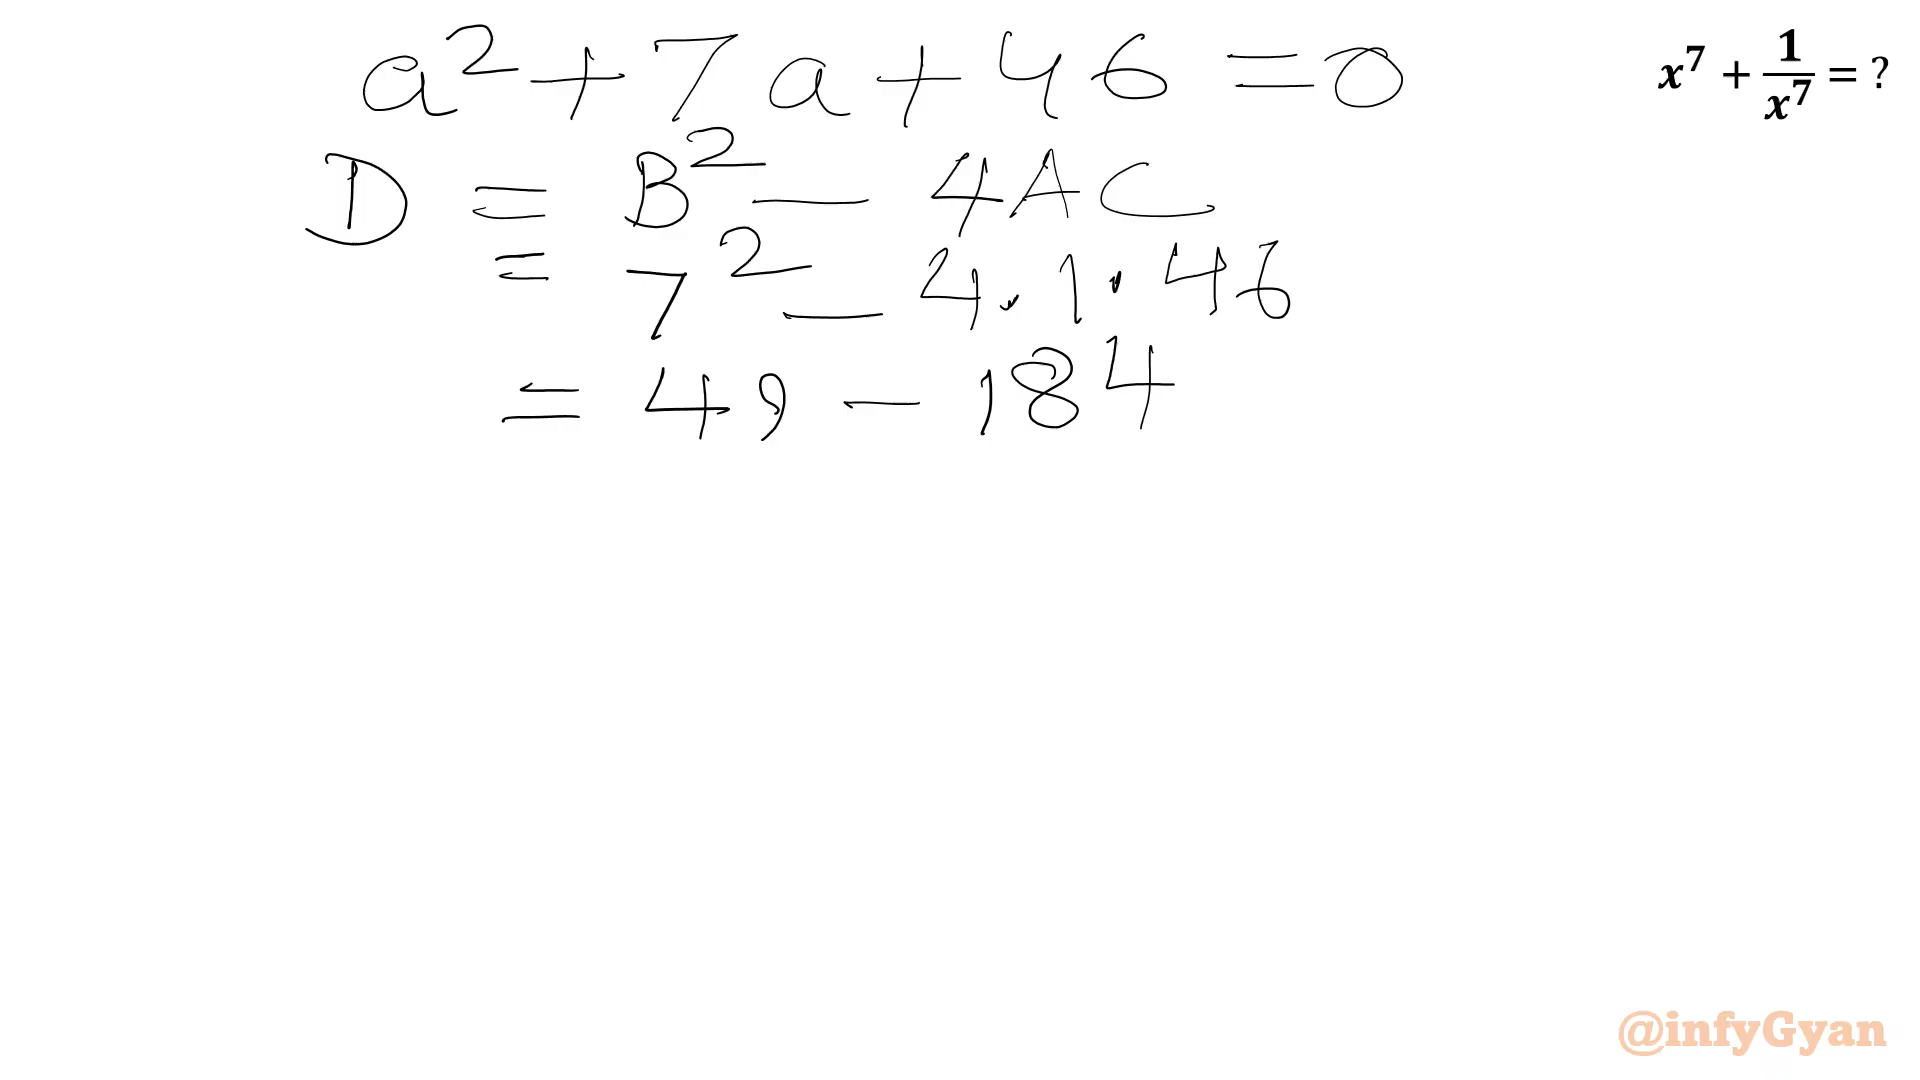 a² + 7a + 46 = 0
x⁷ + 1/x⁷ = ?
D = B² − 4AC
= 7² − 4.1.46
= 49 − 184
@infyGyan